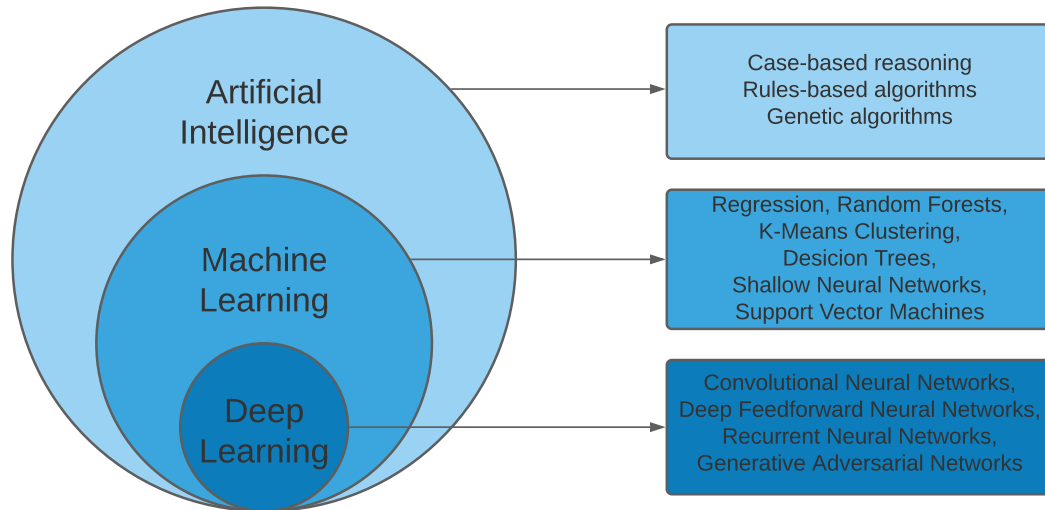 Artificial
Intelligence
Case-based reasoning
Rules-based algorithms
Genetic algorithms
Machine
Learning
Regression, Random Forests,
K-Means Clustering,
Desicion Trees,
Shallow Neural Networks,
Support Vector Machines
Deep
Learning
Convolutional Neural Networks,
Deep Feedforward Neural Networks,
Recurrent Neural Networks,
Generative Adversarial Networks